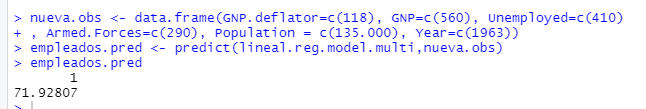 > nueva.obs <- data.frame(GNP.deflator=c(118), GNP=c(560), Unemployed=c(410)
+ , Armed.Forces=c(290), Population = c(135.000), Year=c(1963))
> empleados.pred <- predict(lineal.reg.model.multi,nueva.obs)
> empleados.pred
1
71.92807
>